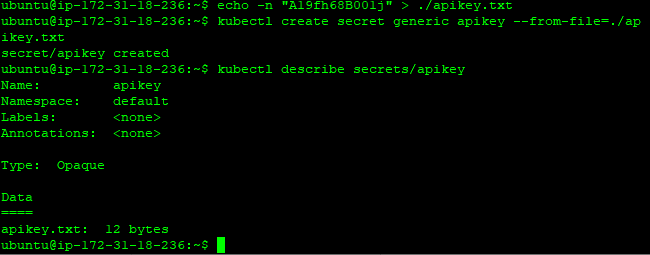 ubuntu@ip-172-31-18-236:~$ echo -n "A19fh68B001j" > ./apikey.txt
ubuntu@ip-172-31-18-236:~$ kubectl create secret generic apikey --from-file=./ap
ikey.txt
secret/apikey created
ubuntu@ip-172-31-18-236:~$ kubectl describe secrets/apikey
Name:         apikey
Namespace:    default
Labels:       <none>
Annotations:  <none>
Type:  Opaque
Data
====
apikey.txt:  12 bytes
ubuntu@ip-172-31-18-236:~$